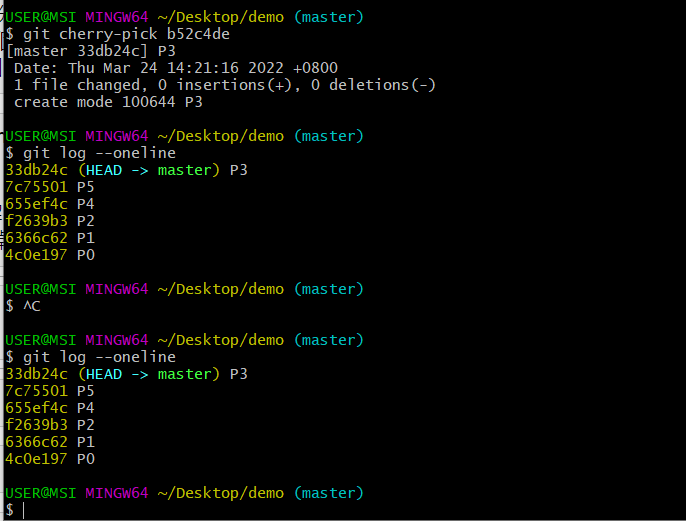 USER@MSI MINGW64 ~/Desktop/demo (master)
$ git cherry-pick b52c4de
[master 33db24c] P3
 Date: Thu Mar 24 14:21:16 2022 +0800
 1 file changed, 0 insertions(+), 0 deletions(-)
 create mode 100644 P3
USER@MSI MINGW64 ~/Desktop/demo (master)
$ git log --oneline
33db24c (HEAD -> master) P3
7c75501 P5
655ef4c P4
f2639b3 P2
6366c62 P1
4c0e197 P0
USER@MSI MINGW64 ~/Desktop/demo (master)
$ ^C
USER@MSI MINGW64 ~/Desktop/demo (master)
$ git log --oneline
33db24c (HEAD -> master) P3
7c75501 P5
655ef4c P4
f2639b3 P2
6366c62 P1
4c0e197 P0
USER@MSI MINGW64 ~/Desktop/demo (master)
$